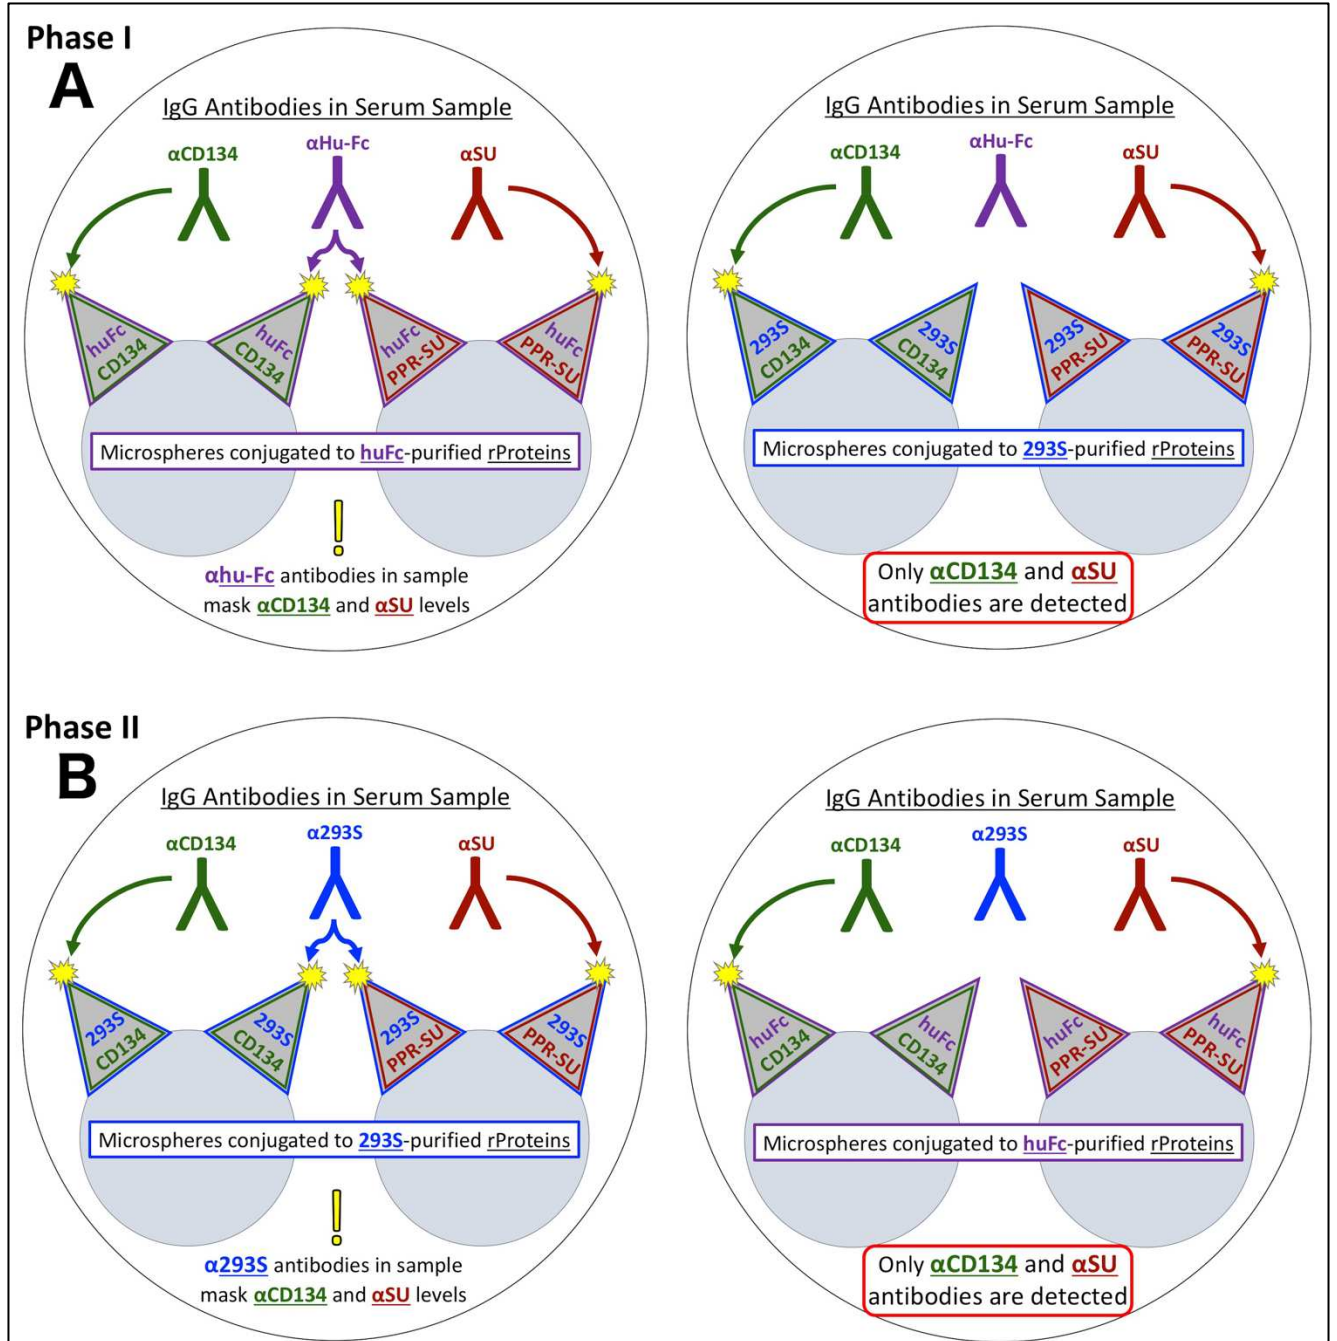 Phase I
A
IgG Antibodies in Serum Sample
αCD134
αHu-Fc
αSU
huFc
CD134
huFc
CD134
huFc
PPR-SU
huFc
PPR-SU
Microspheres conjugated to huFc-purified rProteins
!
αhu-Fc antibodies in sample
mask αCD134 and αSU levels
IgG Antibodies in Serum Sample
αCD134
αHu-Fc
αSU
293S
CD134
293S
CD134
293S
PPR-SU
293S
PPR-SU
Microspheres conjugated to 293S-purified rProteins
Only αCD134 and αSU
antibodies are detected
Phase II
B
IgG Antibodies in Serum Sample
αCD134
α293S
αSU
293S
CD134
293S
CD134
293S
PPR-SU
293S
PPR-SU
Microspheres conjugated to 293S-purified rProteins
!
α293S antibodies in sample
mask αCD134 and αSU levels
IgG Antibodies in Serum Sample
αCD134
α293S
αSU
huFc
CD134
huFc
CD134
huFc
PPR-SU
huFc
PPR-SU
Microspheres conjugated to huFc-purified rProteins
Only αCD134 and αSU
antibodies are detected